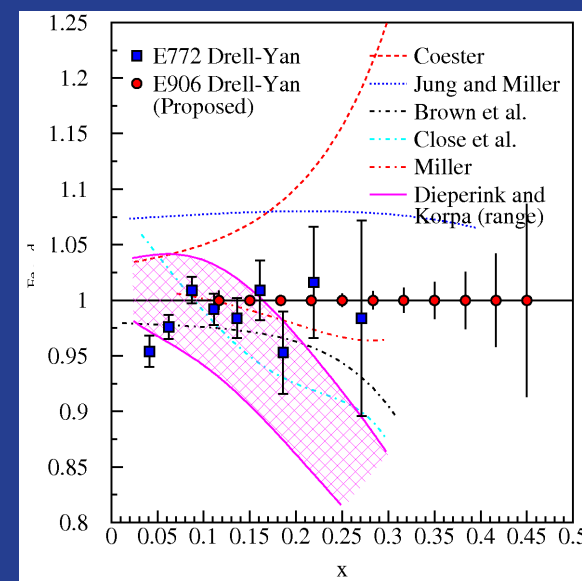 1.25
1.2
1.15
1.1
1.05
1
0.95
0.9
0.85
0.8
E772 Drell-Yan
E906 Drell-Yan
(Proposed)
Coester
Jung and Miller
Brown et al.
Close et al.
Miller
Dieperink and
Korpa (range)
0 0.05 0.1 0.15 0.2 0.25 0.3 0.35 0.4 0.45 0.5
x